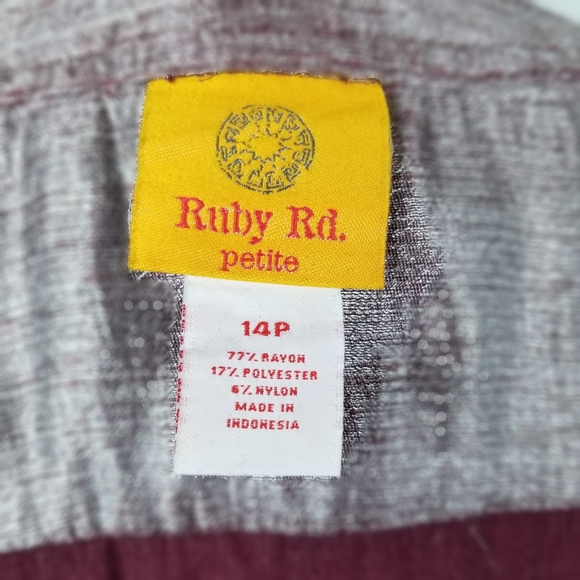 Ruby Rd.
petite
14P
77% RAYON
17% POLYESTER
6% NYLON
MADE IN
INDONESIA